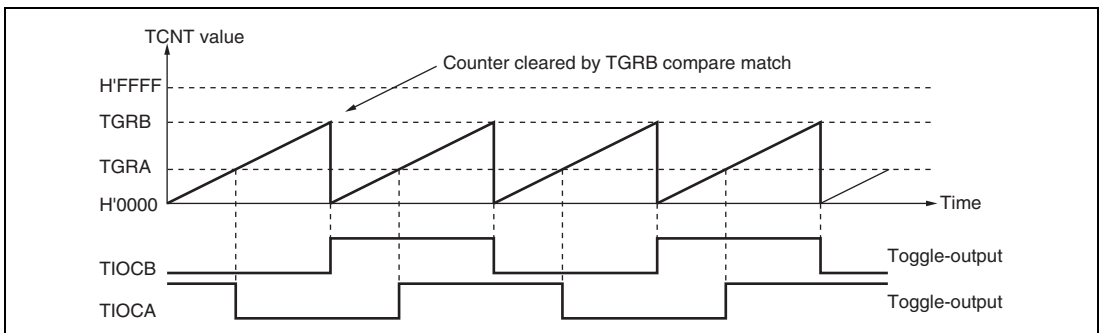 TCNT value
Counter cleared by TGRB compare match
H'FFFF
TGRB
TGRA
H'0000
Time
TIOCB
Toggle-output
TIOCA
Toggle-output